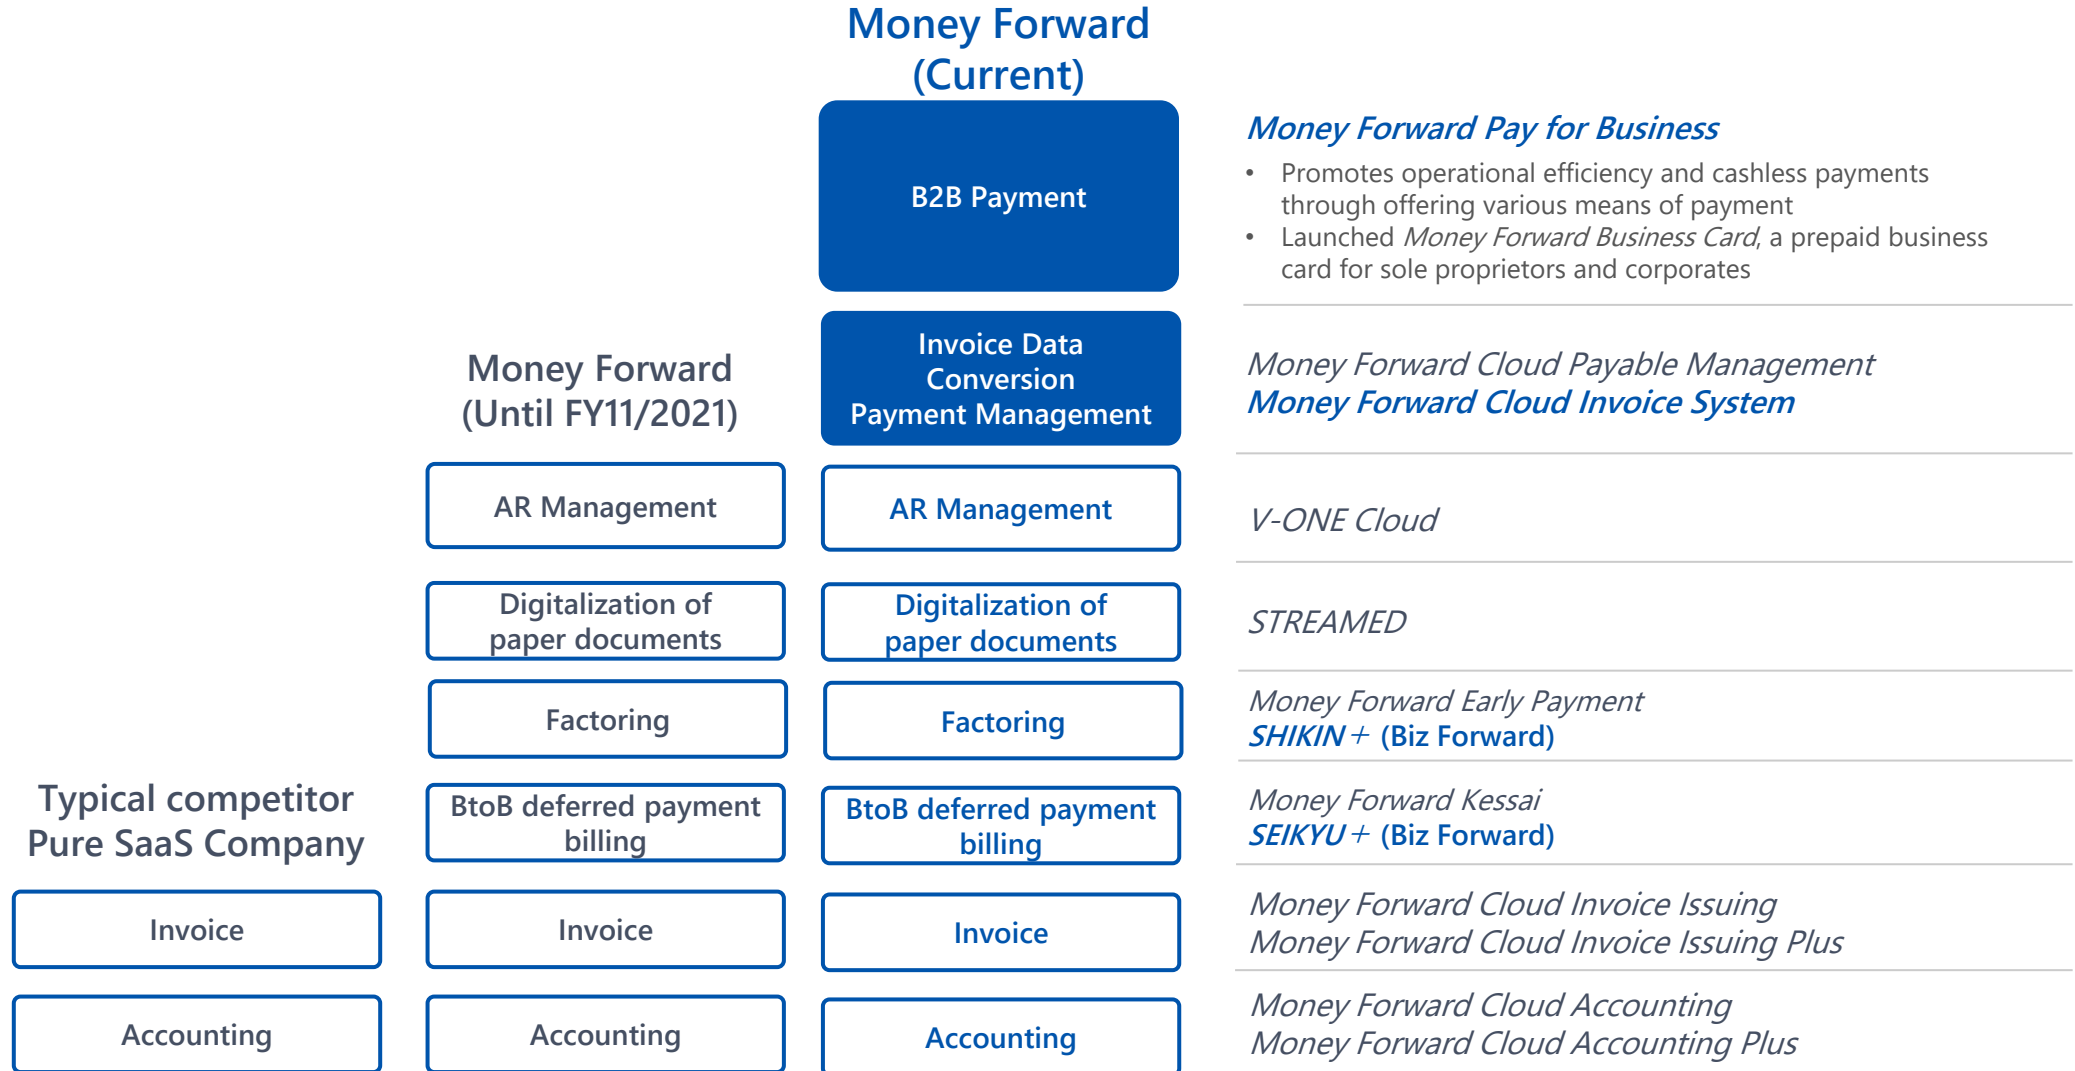 Money Forward
(Current)
B2B Payment
Money Forward Pay for Business
• Promotes operational efficiency and cashless payments
through offering various means of payment
• Launched Money Forward Business Card, a prepaid business
card for sole proprietors and corporates
Money Forward
(Until FY11/2021)
Invoice Data
Conversion
Payment Management
Money Forward Cloud Payable Management
Money Forward Cloud Invoice System
AR Management
AR Management
V-ONE Cloud
Digitalization of
paper documents
Digitalization of
paper documents
STREAMED
Factoring
Factoring
Money Forward Early Payment
SHIKIN＋ (Biz Forward)
Typical competitor
Pure SaaS Company
BtoB deferred payment
billing
BtoB deferred payment
billing
Money Forward Kessai
SEIKYU＋ (Biz Forward)
Invoice
Invoice
Invoice
Money Forward Cloud Invoice Issuing
Money Forward Cloud Invoice Issuing Plus
Accounting
Accounting
Accounting
Money Forward Cloud Accounting
Money Forward Cloud Accounting Plus